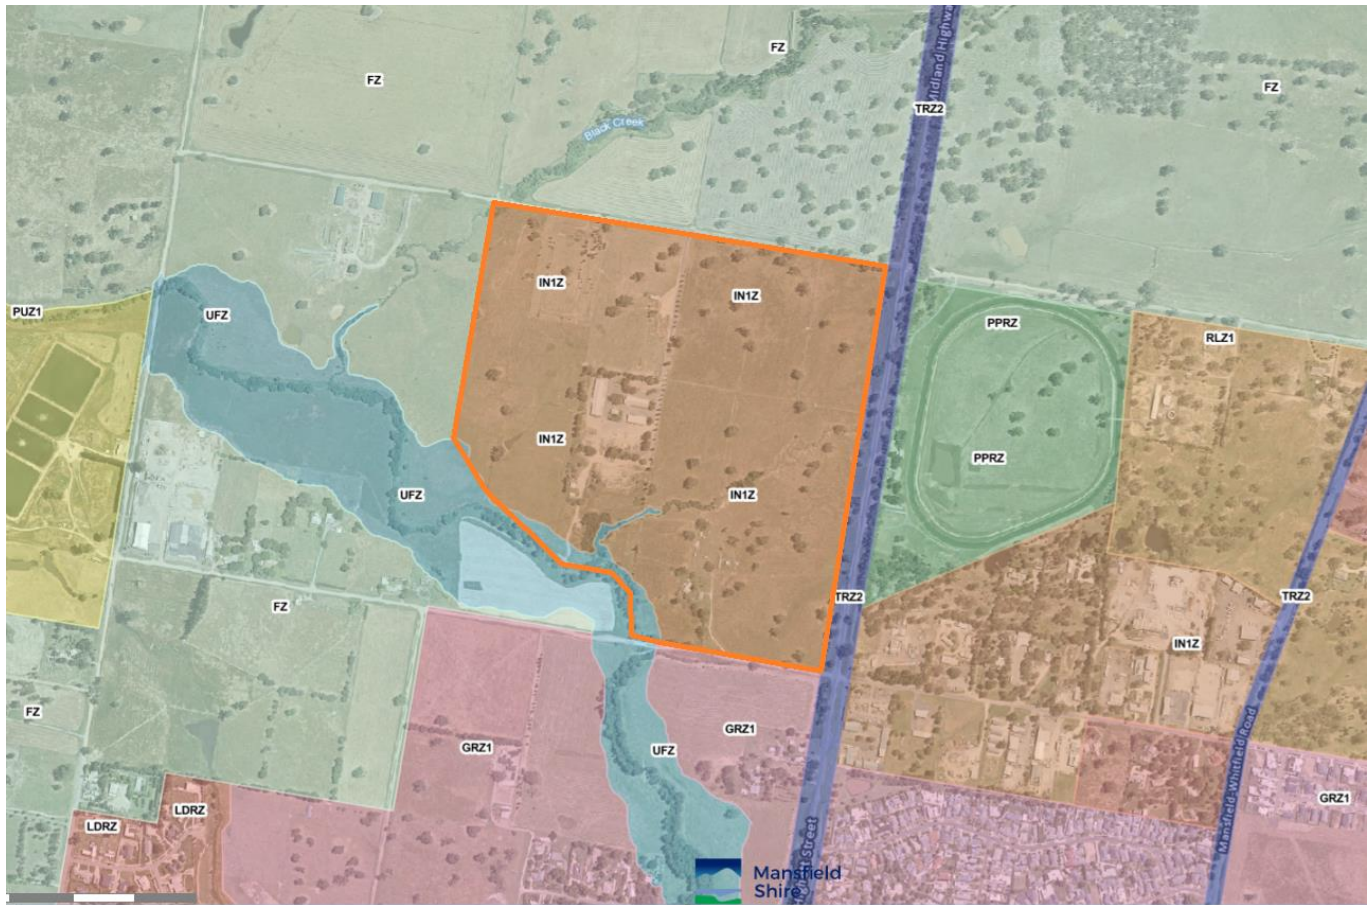 FZ
FZ
FZ
TRZ2
Midland Highway
Black Creek
PUZ1
UFZ
IN1Z
IN1Z
PPRZ
RLZ1
IN1Z
PPRZ
UFZ
IN1Z
FZ
TRZ2
TRZ2
IN1Z
FZ
GRZ1
UFZ
GRZ1
Mansfield-Whitfield Road
GRZ1
LDRZ
LDRZ
Street
Mansfield
Shire